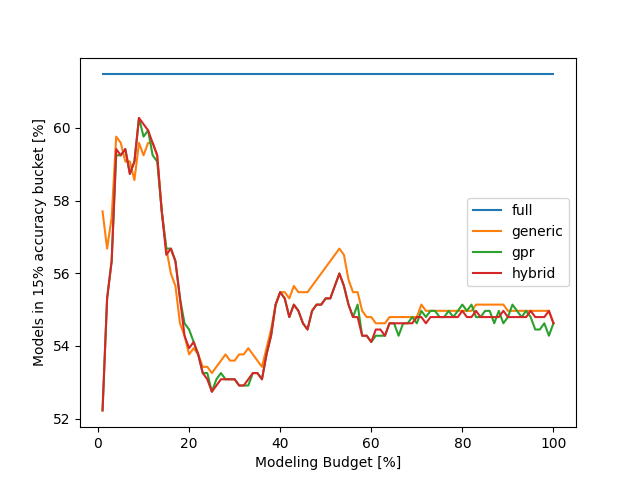 Models in 15% accuracy bucket [%]
60
58
56
54
52
0 20 40 60 80 100
Modeling Budget [%]
full
generic
gpr
hybrid